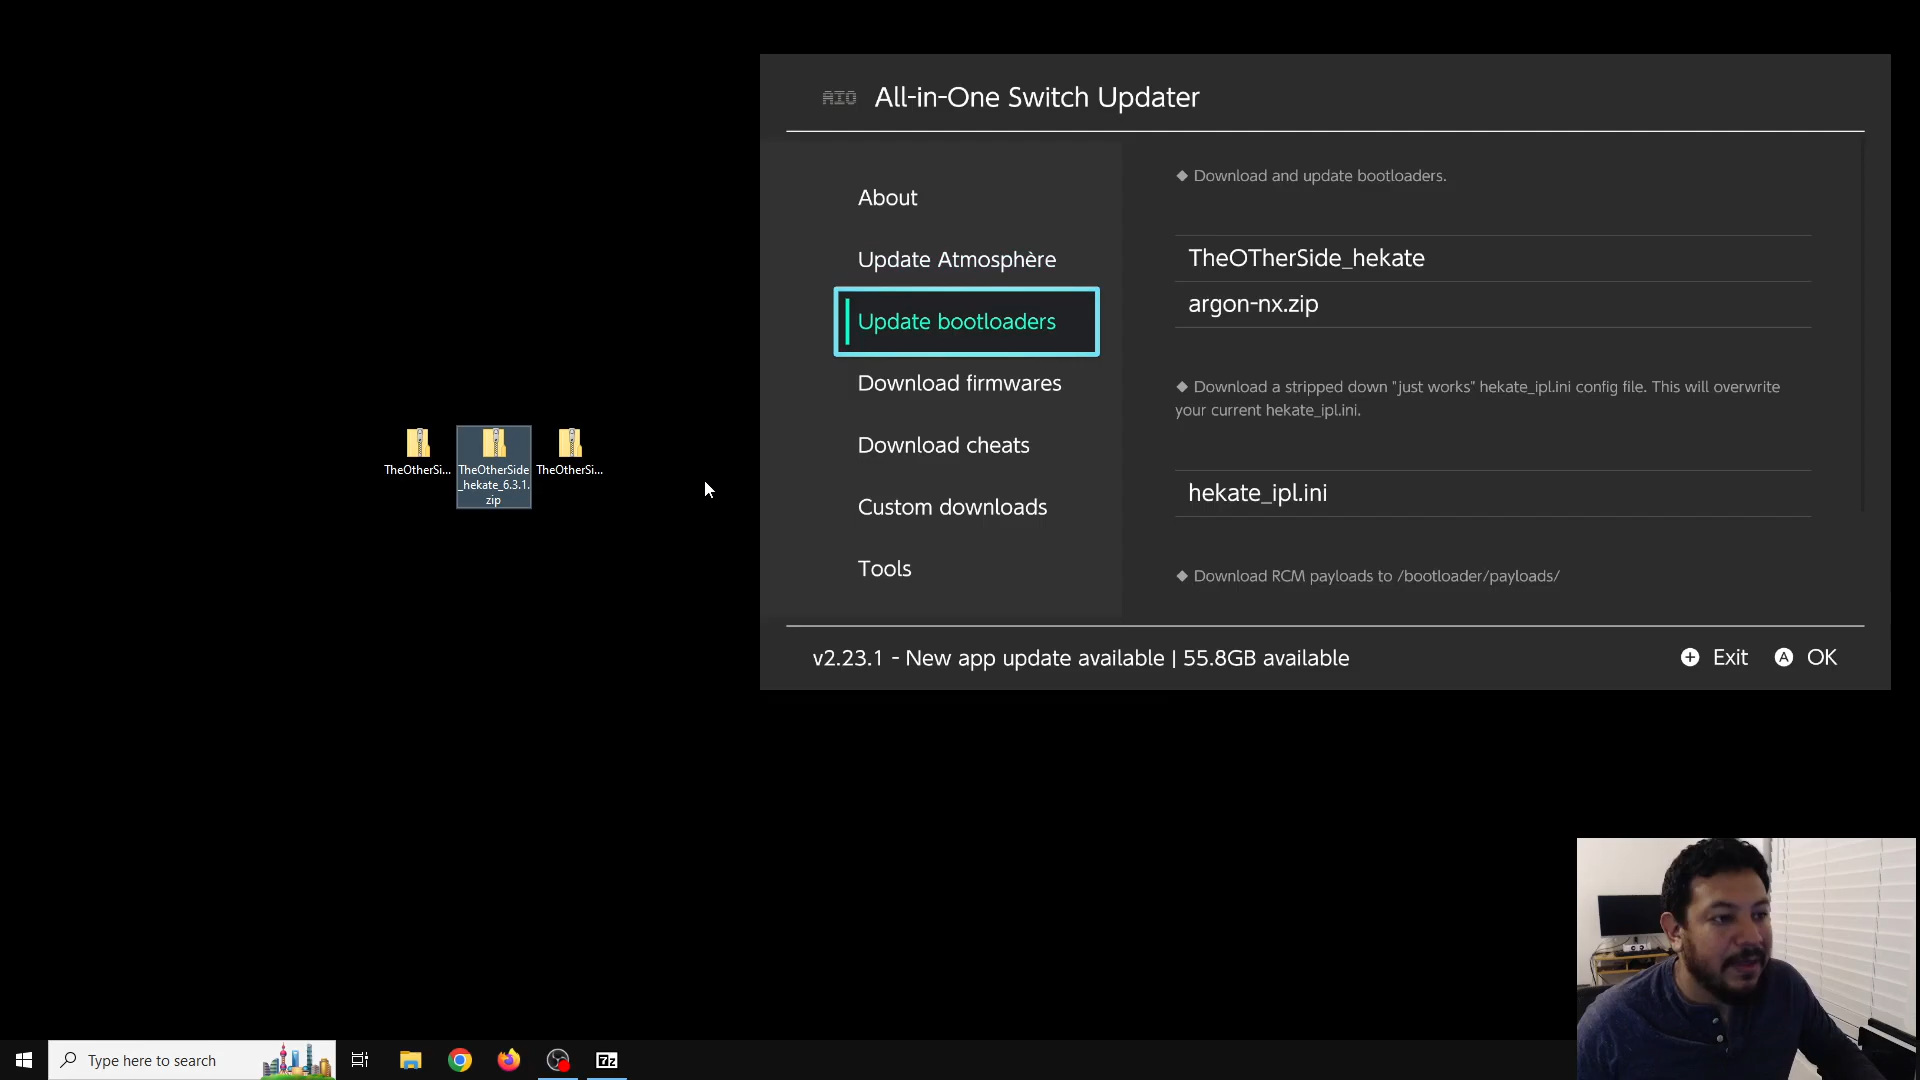 AIO All-in-One Switch Updater
About
Update Atmosphère
Update bootloaders
Download firmwares
Download cheats
Custom downloads
Tools
◆ Download and update bootloaders.
TheOTherSide_hekate
argon-nx.zip
◆ Download a stripped down "just works" hekate_ipl.ini config file. This will overwrite
your current hekate_ipl.ini.
hekate_ipl.ini
◆ Download RCM payloads to /bootloader/payloads/
v2.23.1 - New app update available | 55.8GB available
Exit
A OK
TheOtherSi...
TheOtherSide
_hekate_6.3.1.
zip
TheOtherSi...
Type here to search
7z